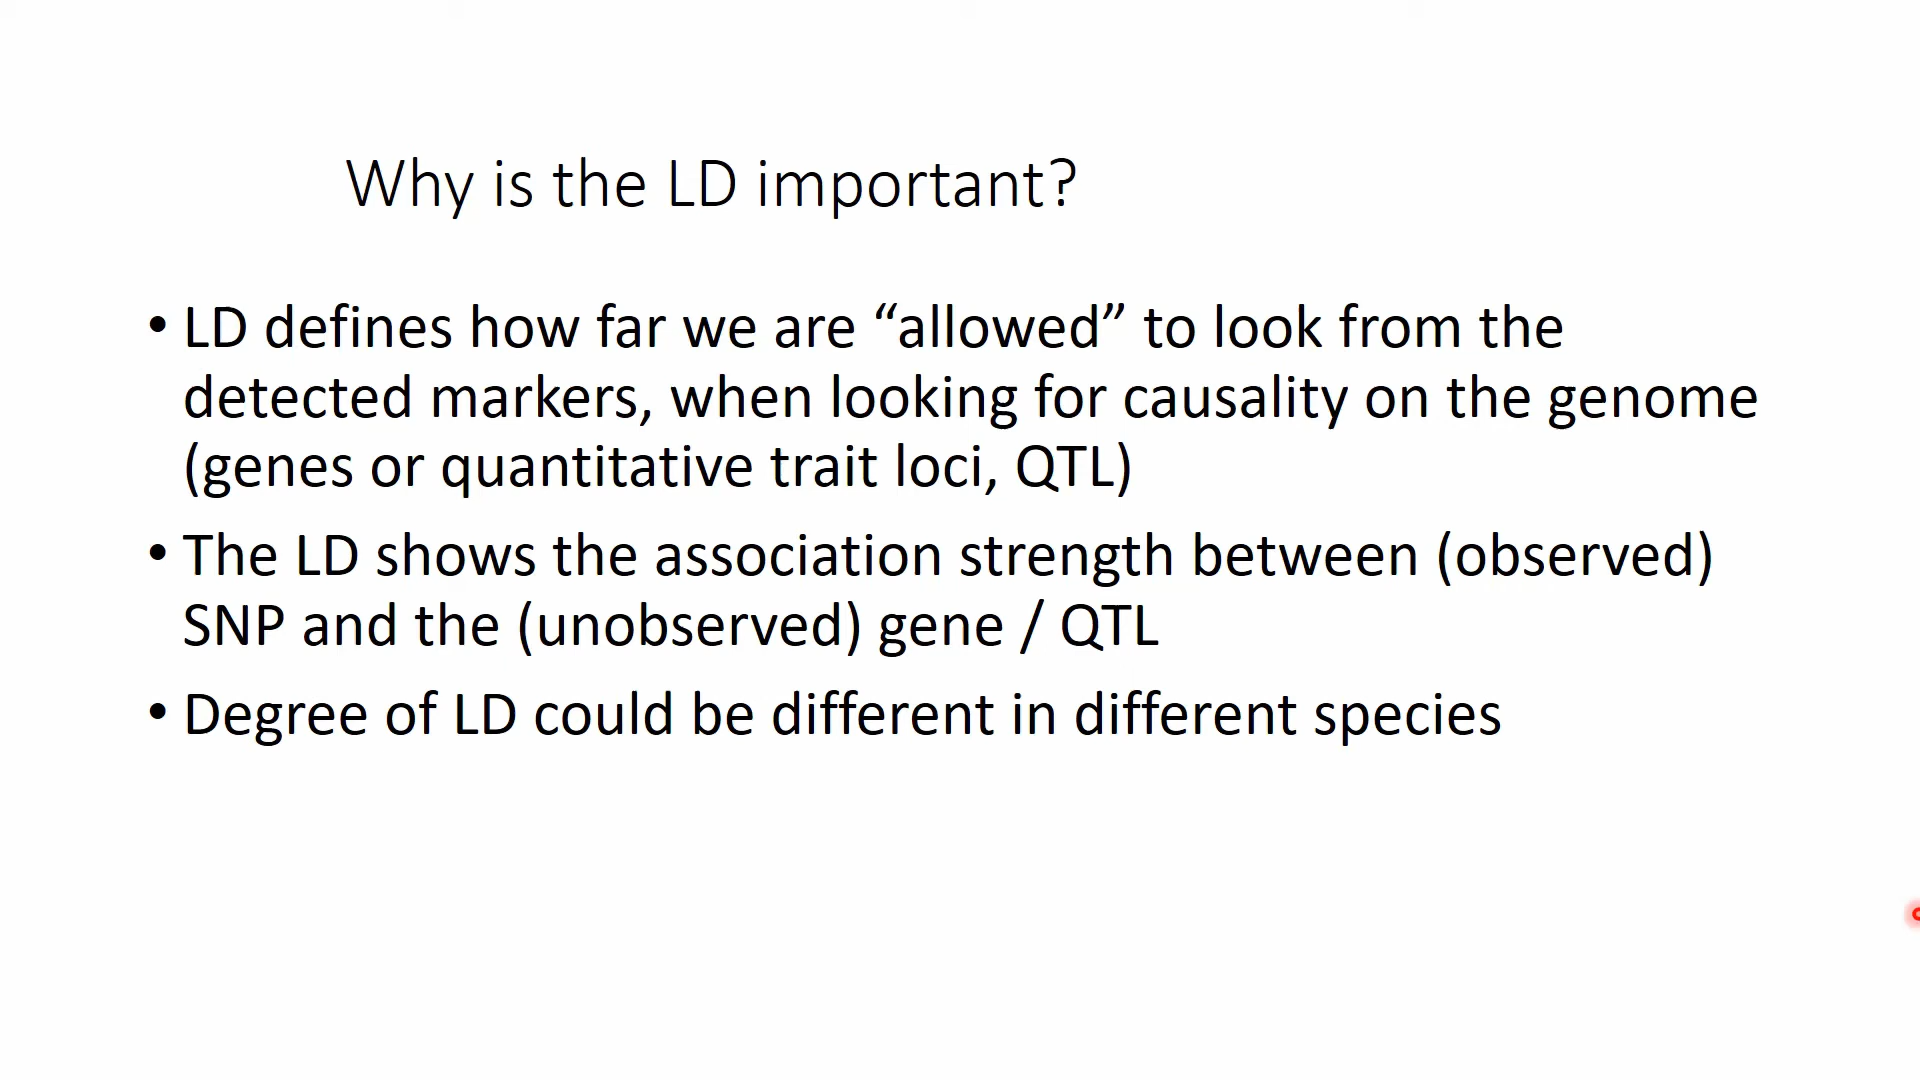 Why is the LD important?
• LD defines how far we are “allowed” to look from the
detected markers, when looking for causality on the genome
(genes or quantitative trait loci, QTL)
• The LD shows the association strength between (observed)
SNP and the (unobserved) gene / QTL
• Degree of LD could be different in different species